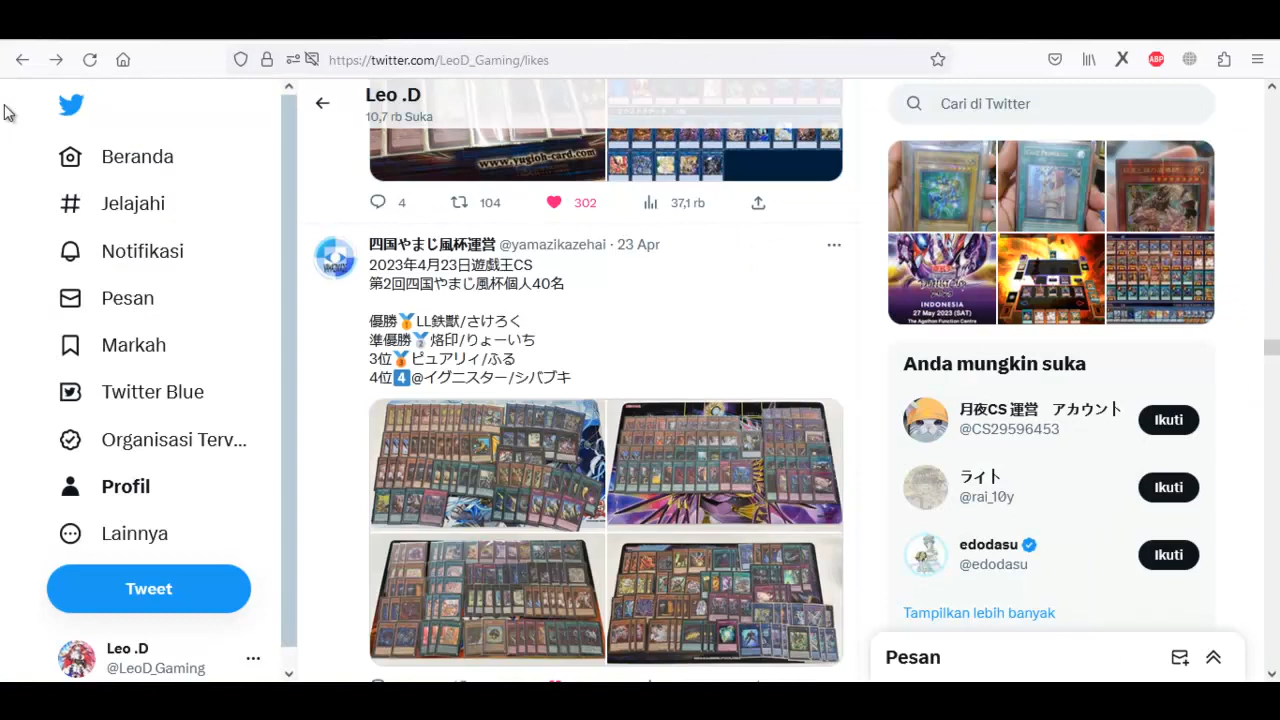 https://twitter.com/LeoD_Gaming/likes
Beranda
Jelajahi
Notifikasi
Pesan
Markah
Twitter Blue
Organisasi Terv...
Profil
Lainnya
Tweet
Leo .D
@LeoD_Gaming
Leo .D
10,7 rb Suka
www.yugioh-card.com
4 104 302 37,1 rb
四国やまじ風杯運営 @yamazikazehai · 23 Apr
2023年4月23日遊戯王CS
第2回四国やまじ風杯個人40名
優勝🥇LL鉄獣/さけろく
準優勝🥈烙印/りょーいち
3位🥉ピュアリィ/ふる
4位4️⃣@イグニスター/シバブキ
Cari di Twitter
INDONESIA
27 May 2023 (SAT)
The Agathon Function Centre
Anda mungkin suka
月夜CS 運営 アカウント
@CS29596453
Ikuti
ライト
@rai_10y
Ikuti
edodasu
@edodasu
Ikuti
Tampilkan lebih banyak
Pesan